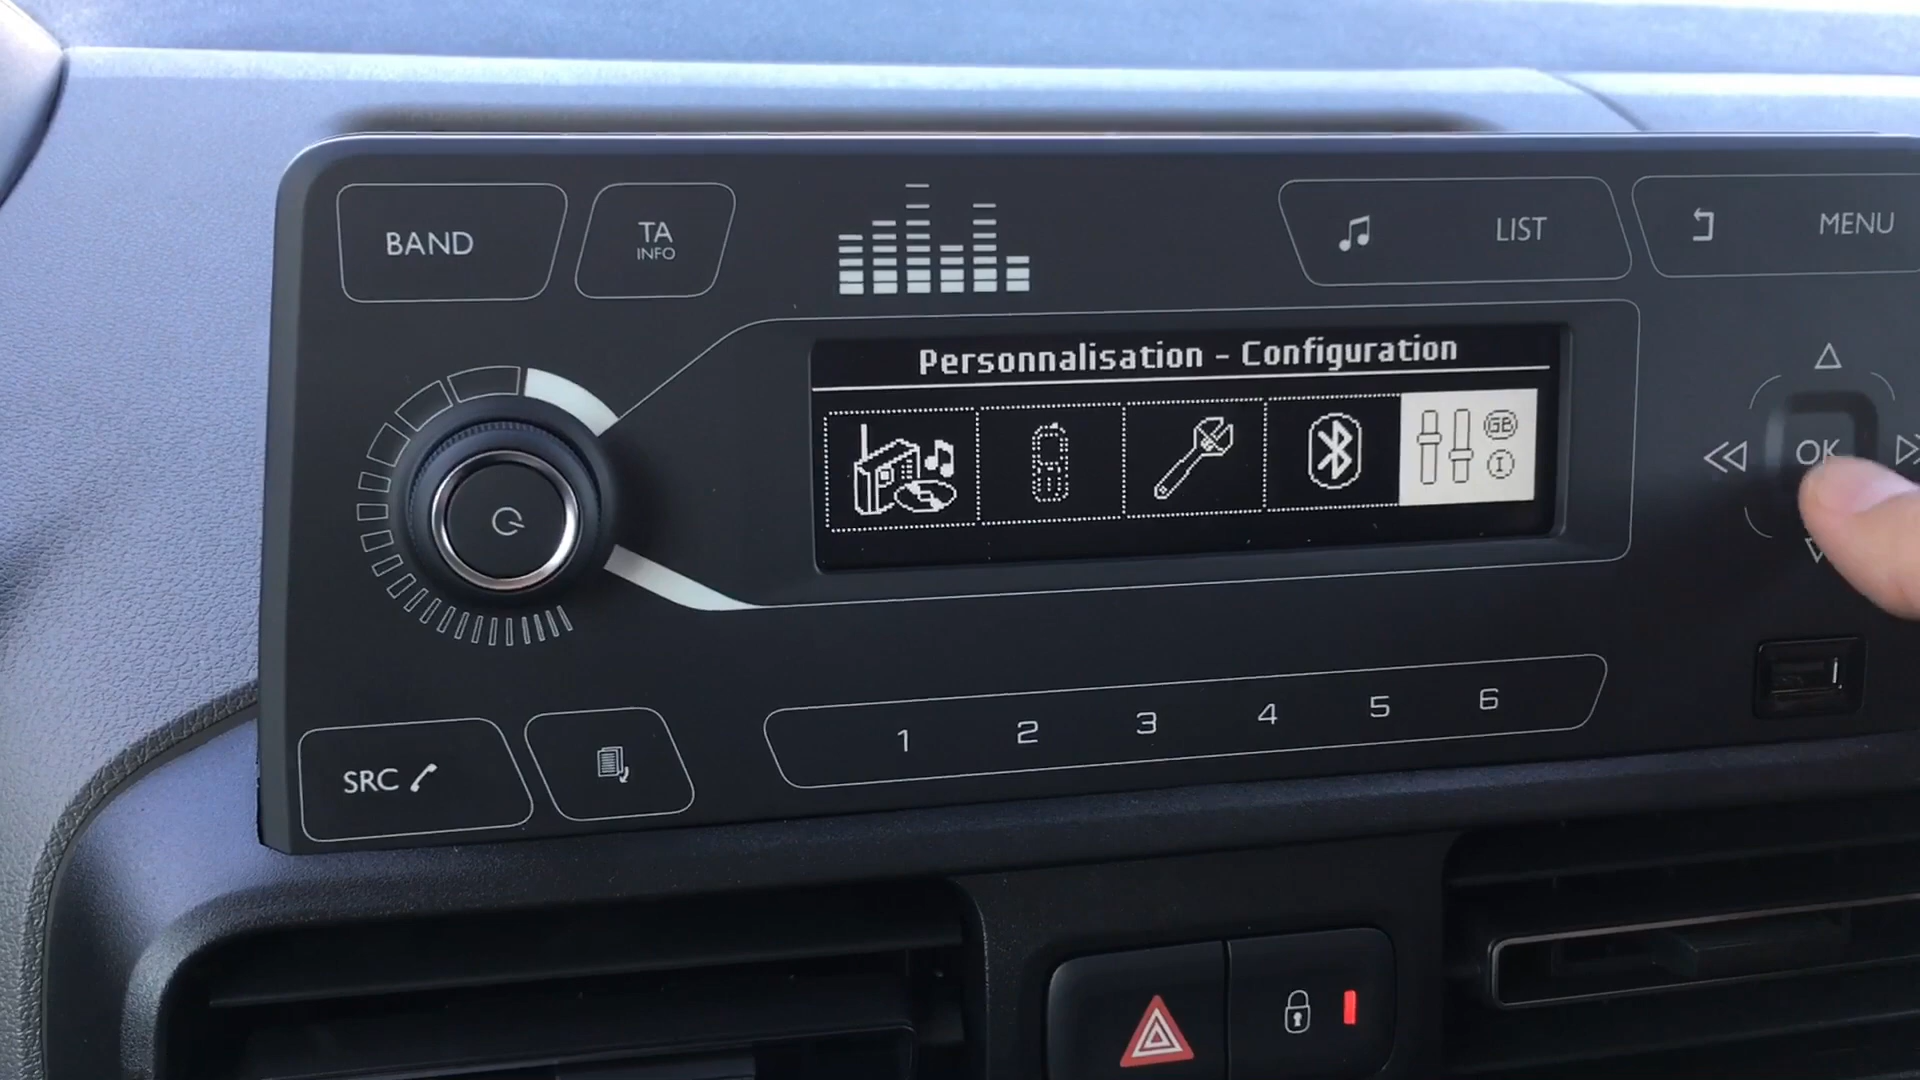 BAND
TA
INFO
LIST
MENU
Personnalisation - Configuration
GB
I
OK
1 2 3 4 5 6
SRC